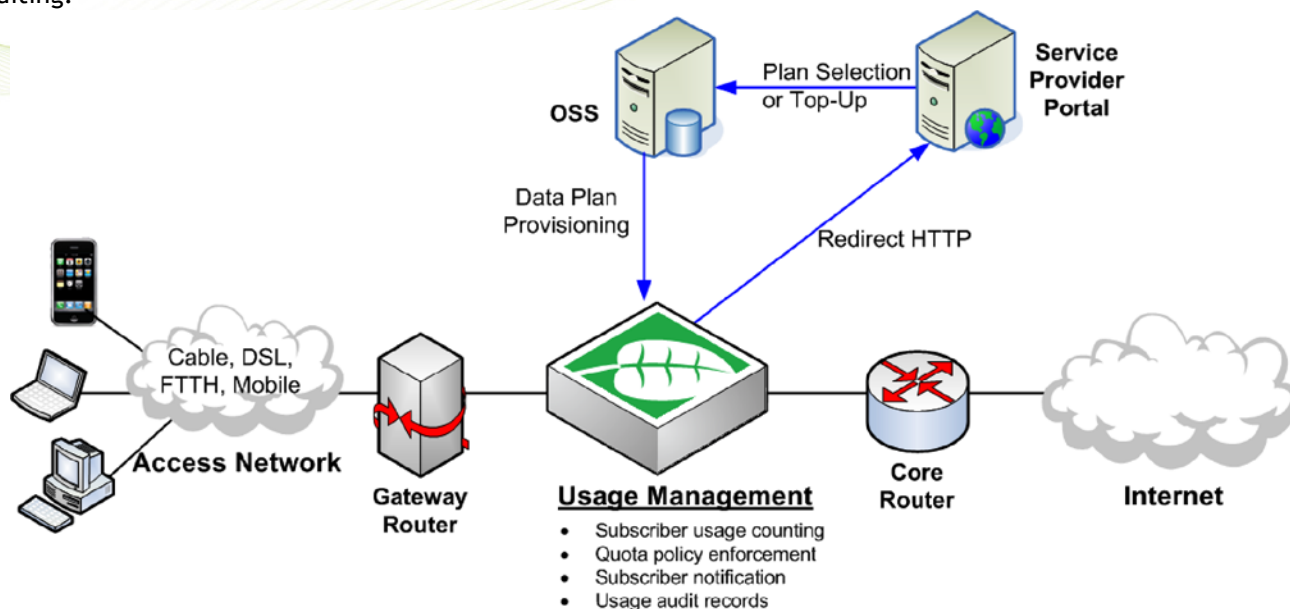 OSS
Plan Selection
or Top-Up
Service
Provider
Portal
Data Plan
Provisioning
Redirect HTTP
Cable, DSL,
FTTH, Mobile
Access Network
Gateway
Router
Usage Management
• Subscriber usage counting
• Quota policy enforcement
• Subscriber notification
• Usage audit records
Core
Router
Internet